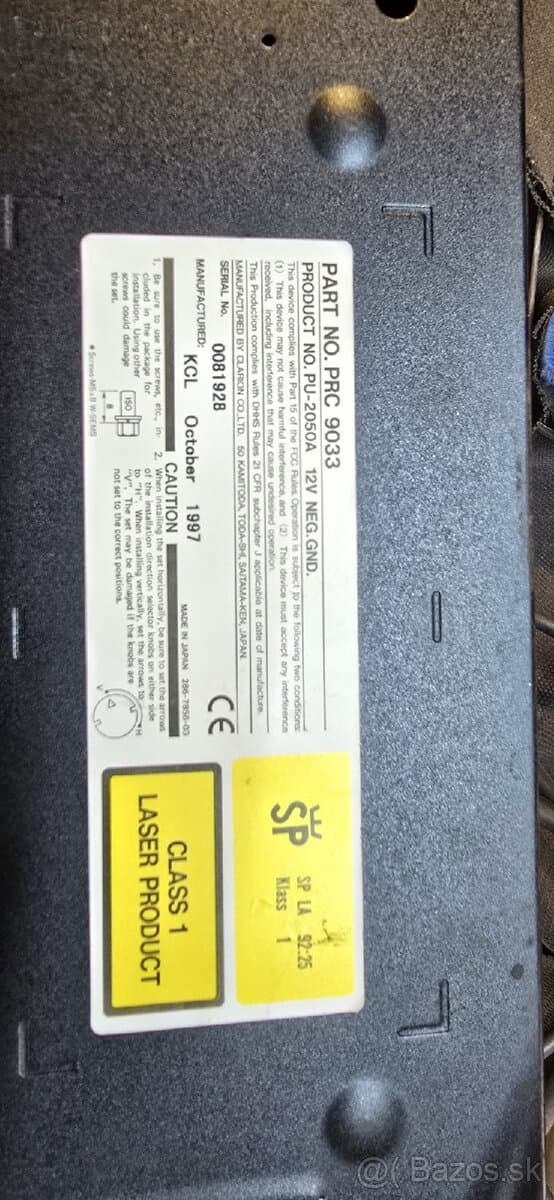 PART NO. PRC 9033
PRODUCT NO. PU-2050A 12V NEG.GND.
This device complies with Part 15 of the FCC Rules. Operation is subject to the following two conditions:
(1) This device may not cause harmful interference, and (2) This device must accept any interference
received, including interference that may cause undesired operation.
This Production complies with DHHS Rules 21 CFR subchapter J applicable at date of manufacture.
MANUFACTURED BY CLARION CO.,LTD. 50 KAMITODA, TODA-SHI, SAITAMA-KEN, JAPAN.
SERIAL No. 0081928
MANUFACTURED: KCL October 1997
MADE IN JAPAN 286-7856-03
CE
CAUTION
1. Be sure to use the screws, etc., in-
cluded in the package for
installation. Using other
screws could damage
the set.
ISO
8
* Screws-M5x8 W-SEMS
2. When installing the set horizontally, be sure to set the arrows
of the installation direction selector knobs on either side
to "H". When installing vertically, set the arrows to
"V". The set may be damaged if the knobs are
not set to the correct positions.
H
V
SP
SP LA 92:25
Klass 1
CLASS 1
LASER PRODUCT
@( Bazos.sk